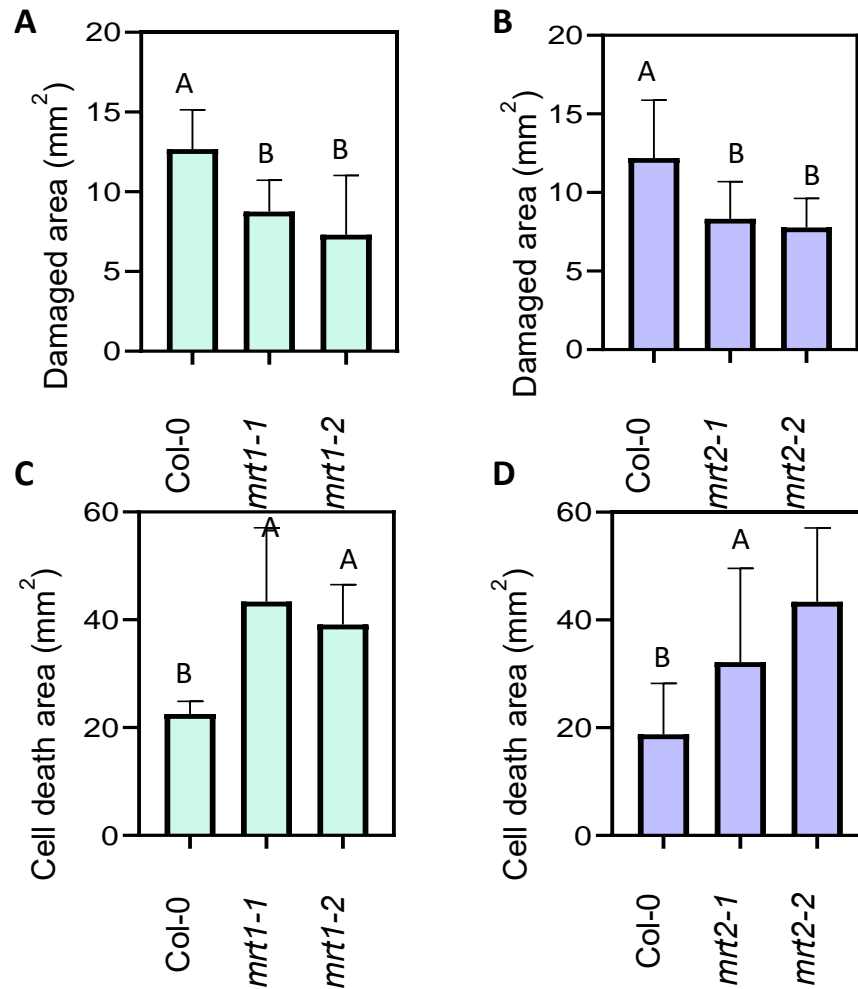 A
Damaged area (mm²)
20
15
10
5
0
A
B
B
Col-0
mrt1-1
mrt1-2
B
Damaged area (mm²)
20
15
10
5
0
A
B
B
Col-0
mrt2-1
mrt2-2
C
Cell death area (mm²)
60
40
20
0
B
A
A
Col-0
mrt1-1
mrt1-2
D
Cell death area (mm²)
60
40
20
0
B
A
Col-0
mrt2-1
mrt2-2